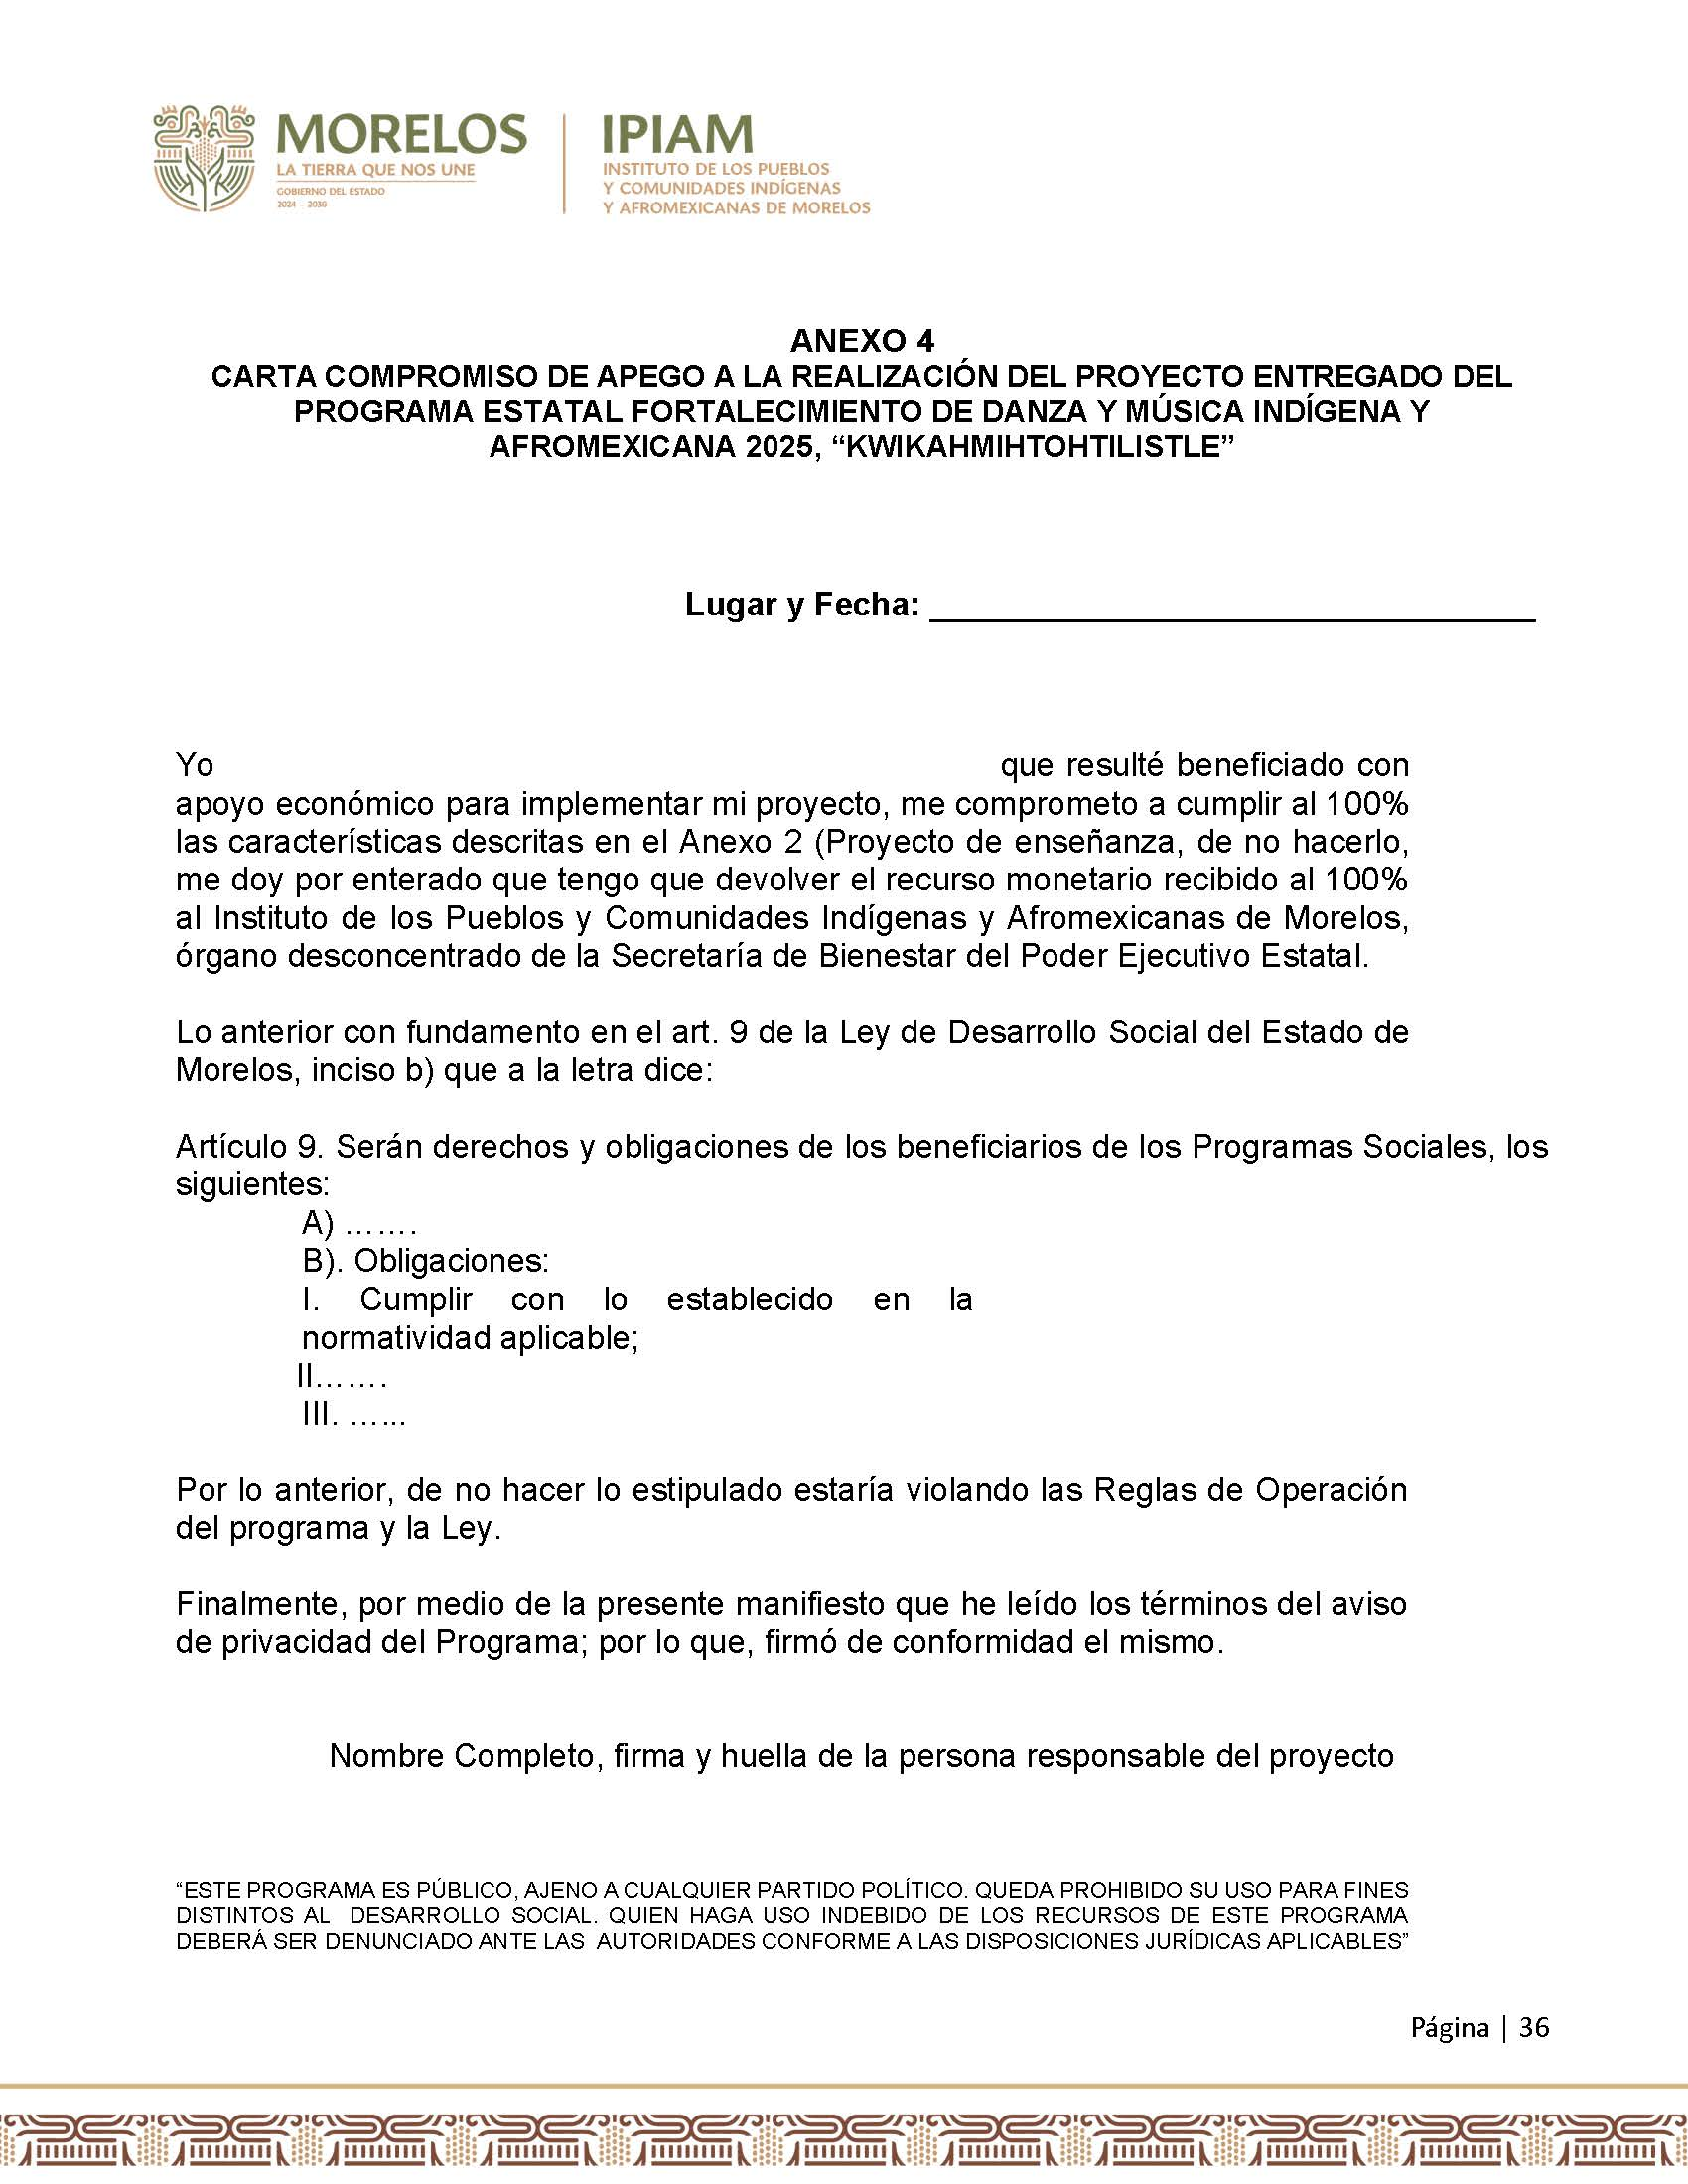 MORELOS
LA TIERRA QUE NOS UNE
GOBIERNO DEL ESTADO
2024 – 2030
IPIAM
INSTITUTO DE LOS PUEBLOS
Y COMUNIDADES INDÍGENAS
Y AFROMEXICANAS DE MORELOS
ANEXO 4
CARTA COMPROMISO DE APEGO A LA REALIZACIÓN DEL PROYECTO ENTREGADO DEL
PROGRAMA ESTATAL FORTALECIMIENTO DE DANZA Y MÚSICA INDÍGENA Y
AFROMEXICANA 2025, “KWIKAHMIHTOHTILISTLE”
Lugar y Fecha: ________________________________
Yo que resulté beneficiado con
apoyo económico para implementar mi proyecto, me comprometo a cumplir al 100%
las características descritas en el Anexo 2 (Proyecto de enseñanza, de no hacerlo,
me doy por enterado que tengo que devolver el recurso monetario recibido al 100%
al Instituto de los Pueblos y Comunidades Indígenas y Afromexicanas de Morelos,
órgano desconcentrado de la Secretaría de Bienestar del Poder Ejecutivo Estatal.
Lo anterior con fundamento en el art. 9 de la Ley de Desarrollo Social del Estado de
Morelos, inciso b) que a la letra dice:
Artículo 9. Serán derechos y obligaciones de los beneficiarios de los Programas Sociales, los
siguientes:
A) …….
B). Obligaciones:
I. Cumplir con lo establecido en la
normatividad aplicable;
II…….
III. …...
Por lo anterior, de no hacer lo estipulado estaría violando las Reglas de Operación
del programa y la Ley.
Finalmente, por medio de la presente manifiesto que he leído los términos del aviso
de privacidad del Programa; por lo que, firmó de conformidad el mismo.
Nombre Completo, firma y huella de la persona responsable del proyecto
“ESTE PROGRAMA ES PÚBLICO, AJENO A CUALQUIER PARTIDO POLÍTICO. QUEDA PROHIBIDO SU USO PARA FINES
DISTINTOS AL DESARROLLO SOCIAL. QUIEN HAGA USO INDEBIDO DE LOS RECURSOS DE ESTE PROGRAMA
DEBERÁ SER DENUNCIADO ANTE LAS AUTORIDADES CONFORME A LAS DISPOSICIONES JURÍDICAS APLICABLES”
Página | 36